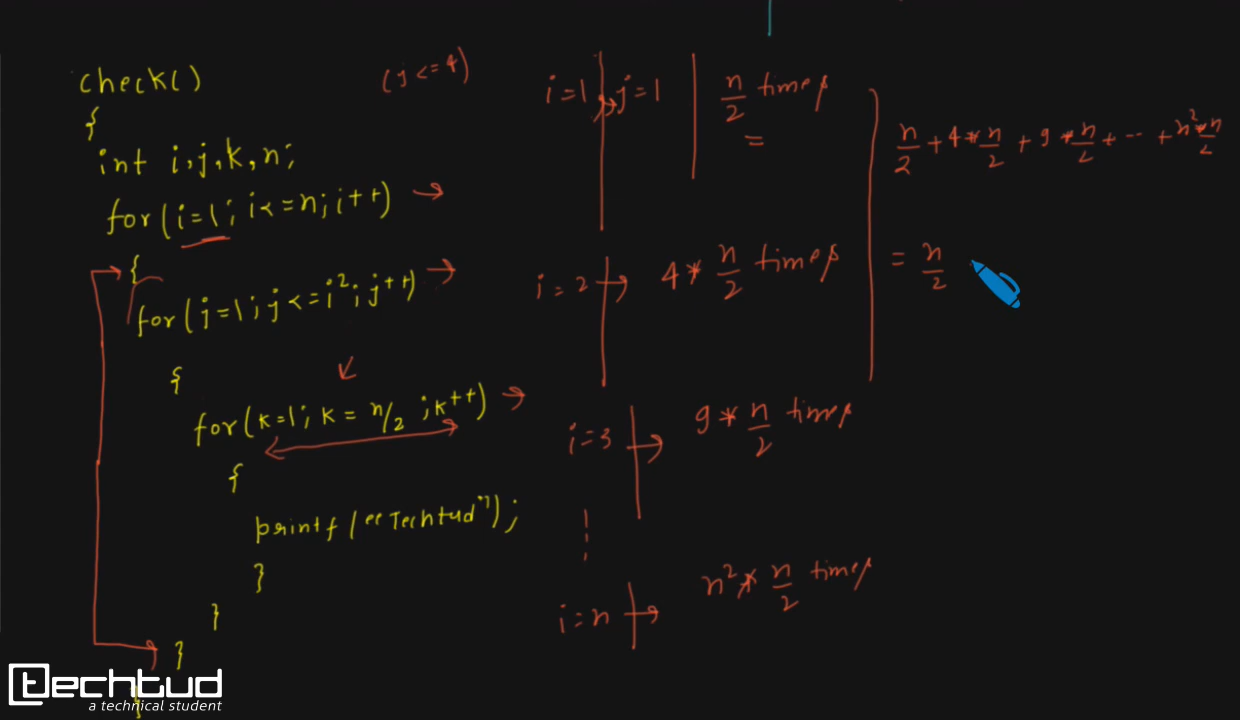 check()
{
int i,j,k,n;
for(i=1; i<=n; i++) →
{
for(j=1; j<=i²; j++) →
{
for(k=1; k= n/2 ; k++) →
{
printf("Techtud");
}
}
}
}
(j<=4)
i=1 → j=1 n/2 times
=
i=2 → 4 * n/2 times
i=3 → 9 * n/2 times
i=n → n² * n/2 times
n/2 + 4*n/2 + 9*n/2 + -- + n²*n/2
= n/2
techtud
a technical student